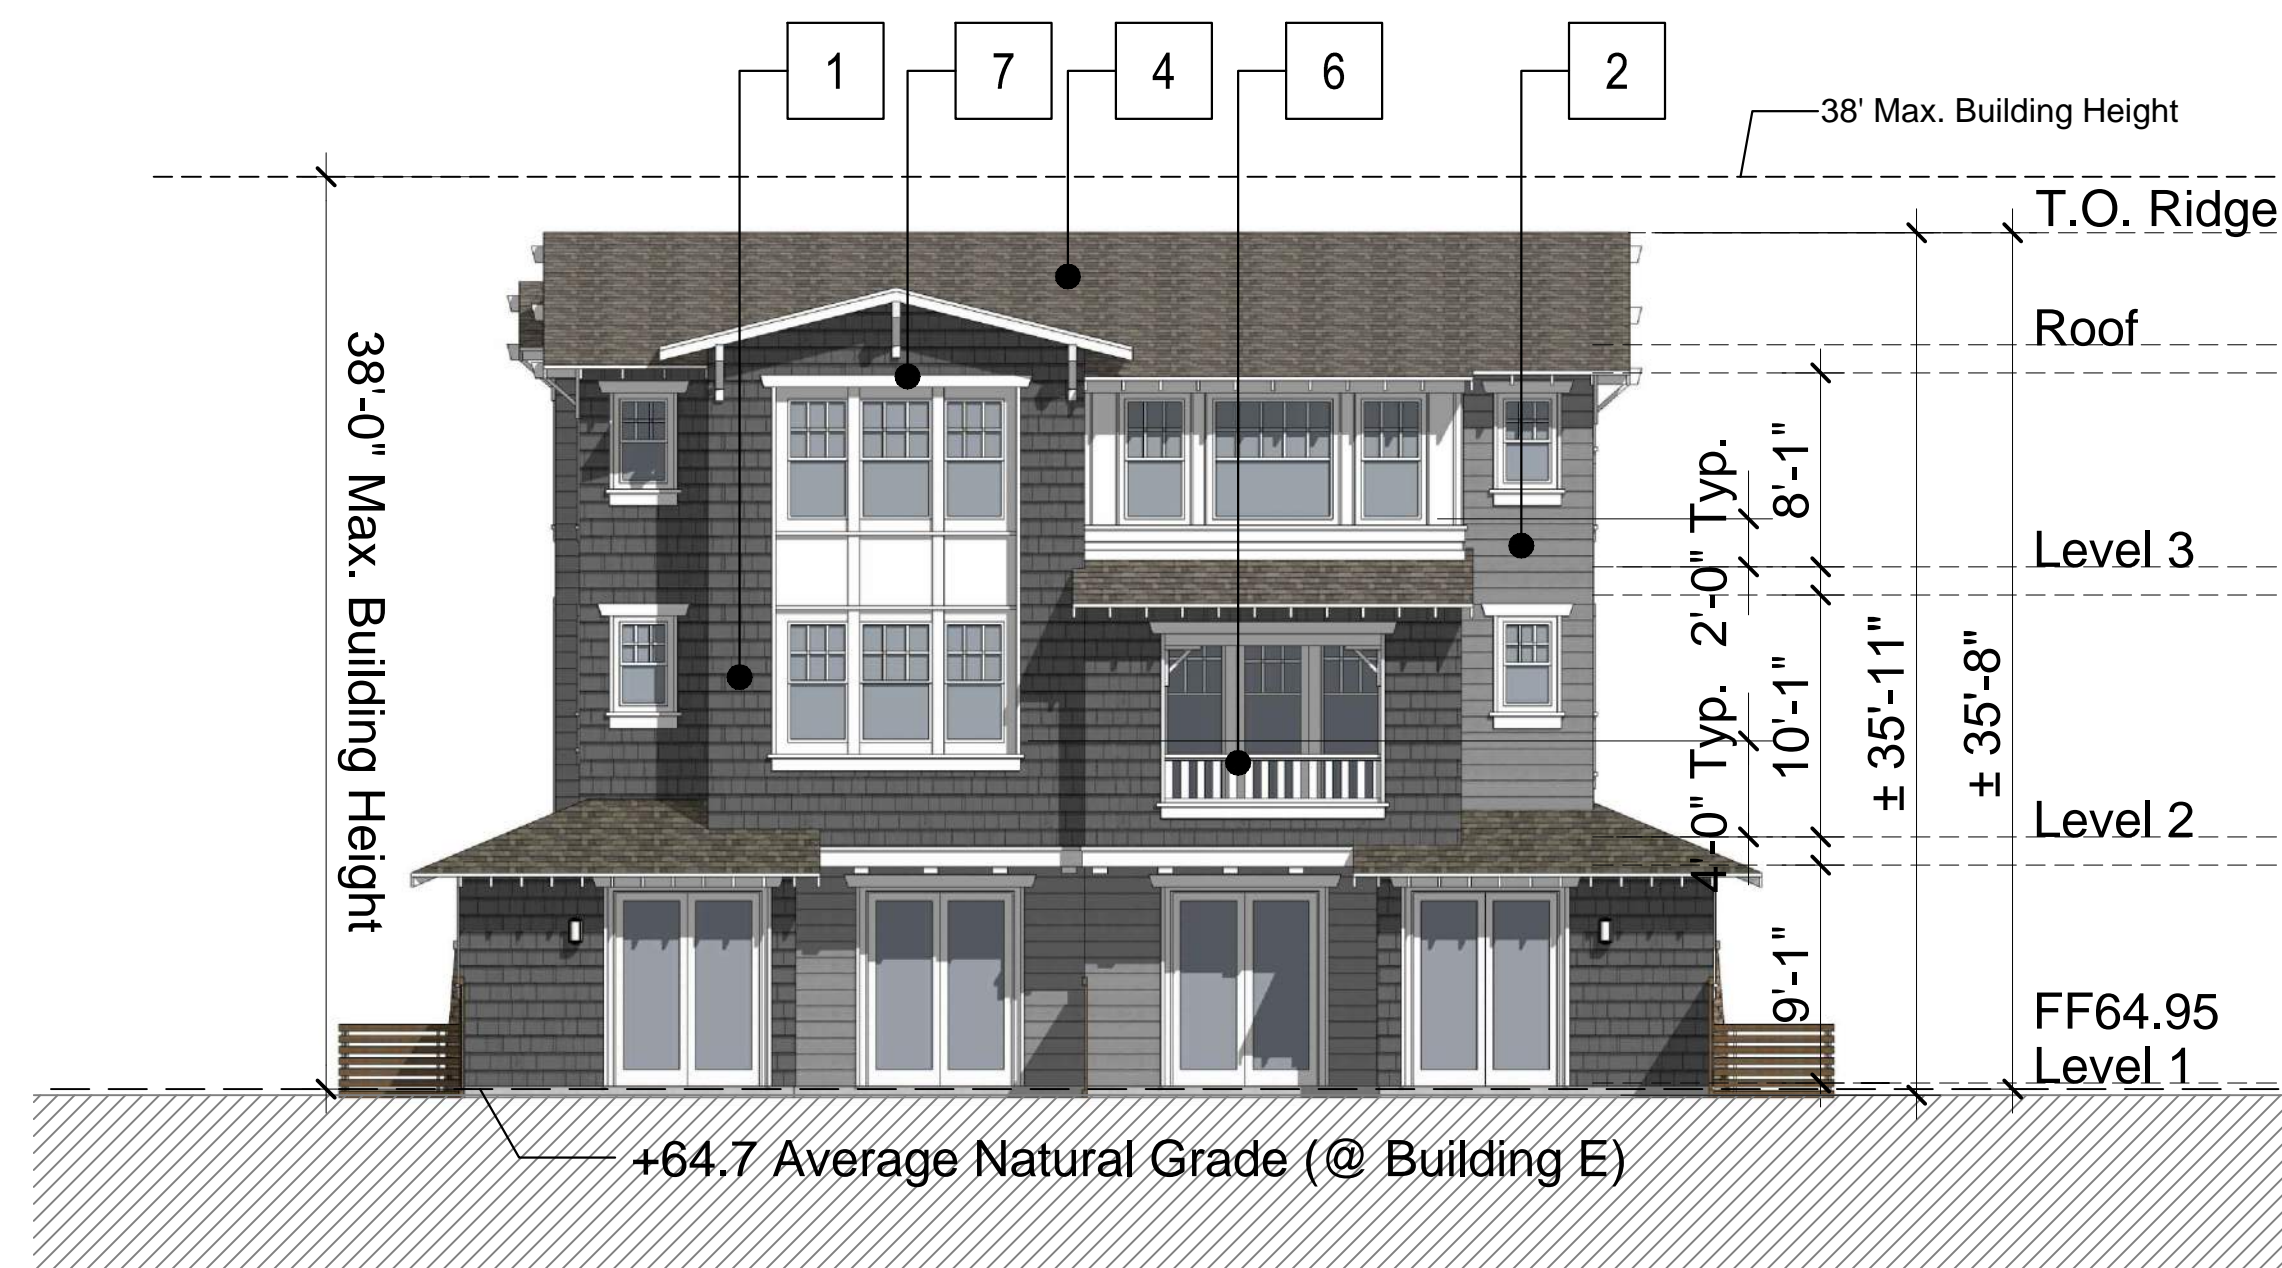 1
7
4
6
2
38' Max. Building Height
T.O. Ridge
Roof
Level 3
Level 2
FF64.95
Level 1
38'-0" Max. Building Height
2'-0" Typ.
4'-0" Typ.
8'-1"
10'-1"
9'-1"
± 35'-11"
± 35'-8"
+64.7 Average Natural Grade (@ Building E)